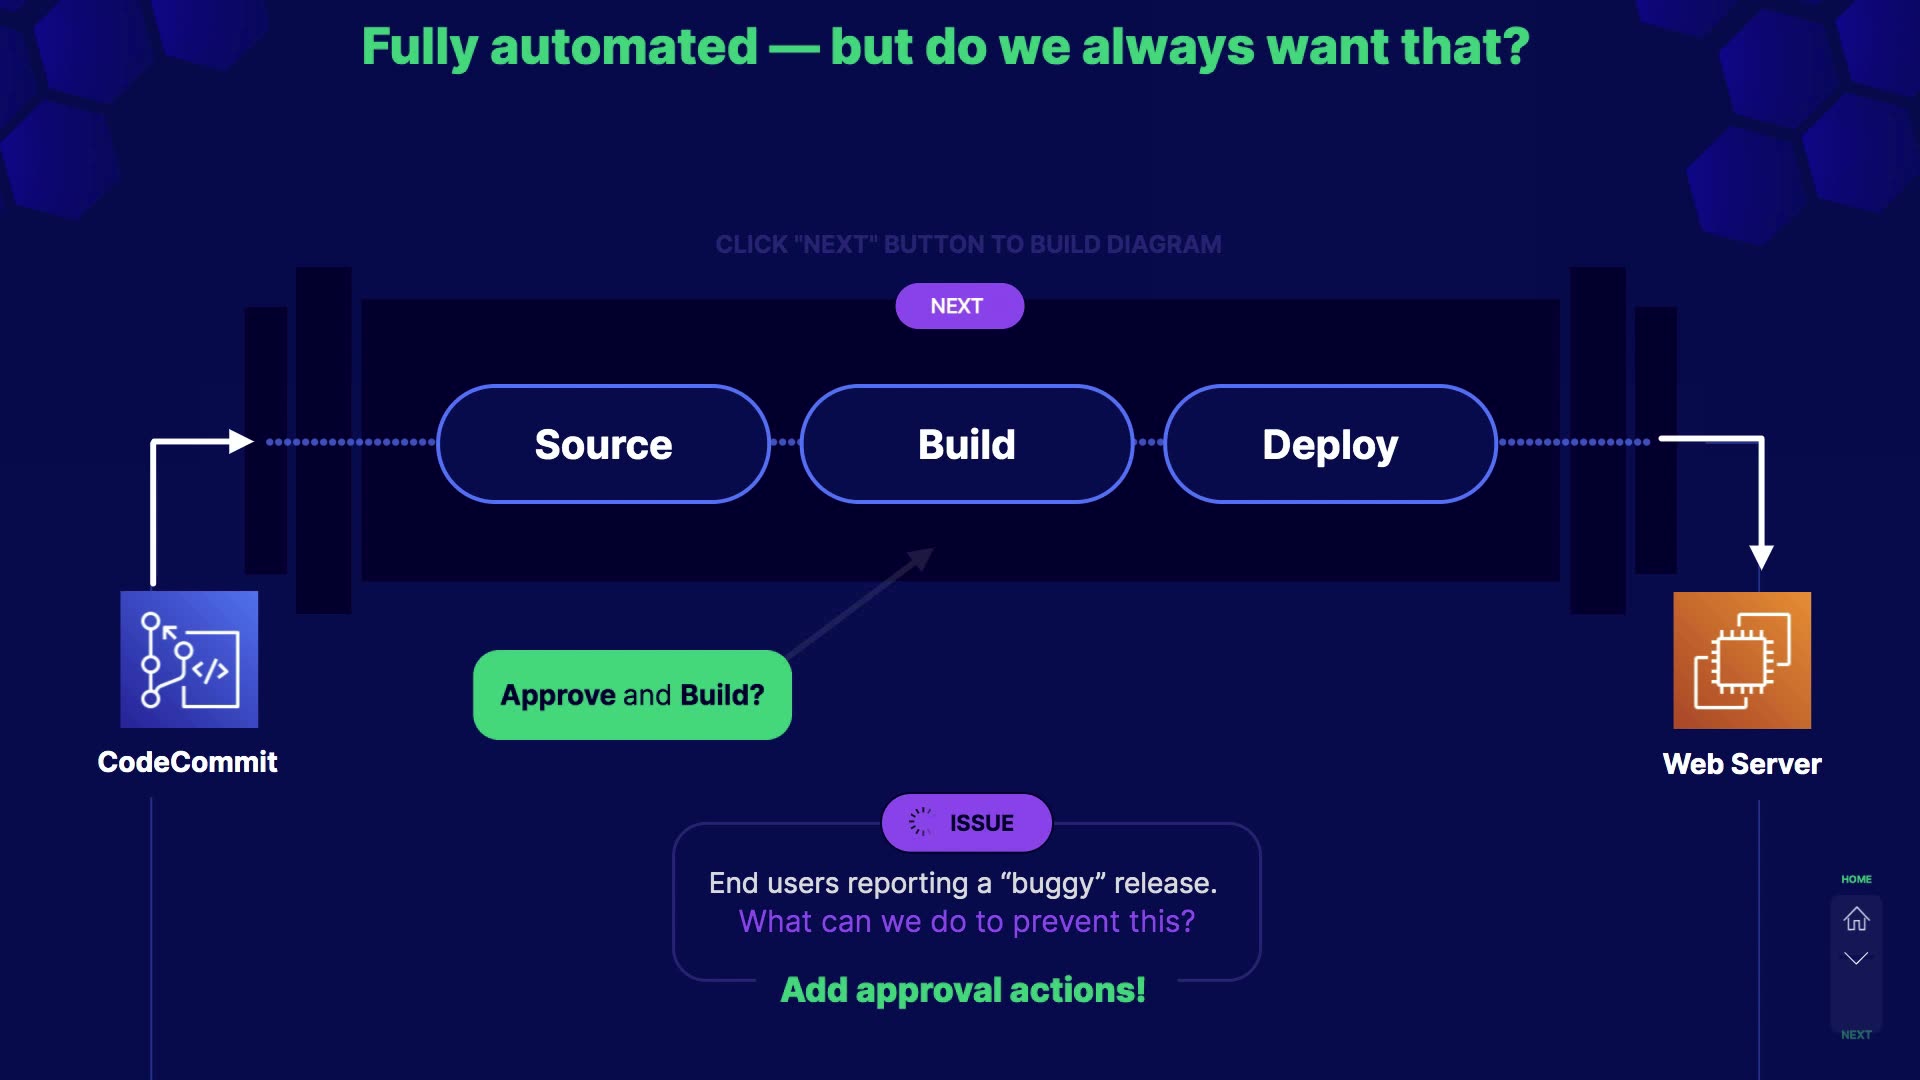 Fully automated — but do we always want that?
CLICK "NEXT" BUTTON TO BUILD DIAGRAM
NEXT
Source
Build
Deploy
Approve and Build?
CodeCommit
Web Server
ISSUE
End users reporting a “buggy” release.
What can we do to prevent this?
Add approval actions!
HOME
NEXT